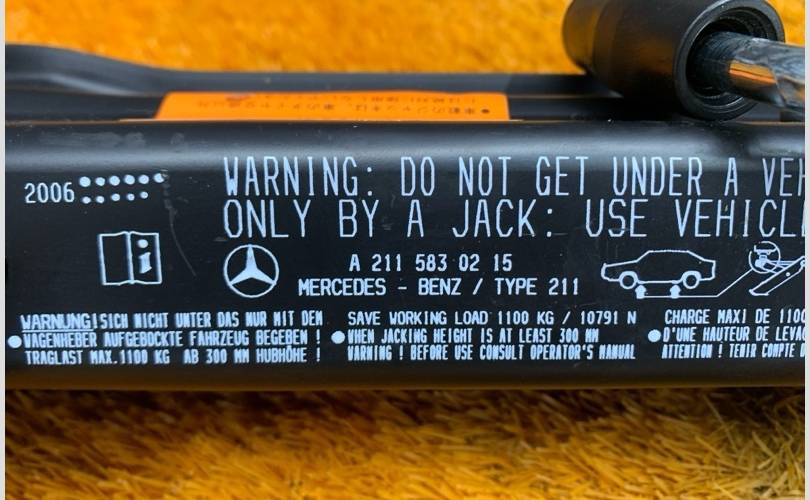 2006
WARNING: DO NOT GET UNDER A VEH
ONLY BY A JACK: USE VEHICL
A 211 583 02 15
MERCEDES - BENZ / TYPE 211
WARNUNG!SICH NICHT UNTER DAS NUR MIT DEM
WAGENHEBER AUFGEBOCKTE FAHRZEUG BEGEBEN !
TRAGLAST MAX.1100 KG AB 300 MM HUBHÖHE !
SAVE WORKING LOAD 1100 KG / 10791 N
WHEN JACKING HEIGHT IS AT LEAST 300 MM
WARNING ! BEFORE USE CONSULT OPERATOR'S MANUAL
CHARGE MAXI DE 1100
D'UNE HAUTEUR DE LEVA
ATTENTION ! TENIR COMPTE D